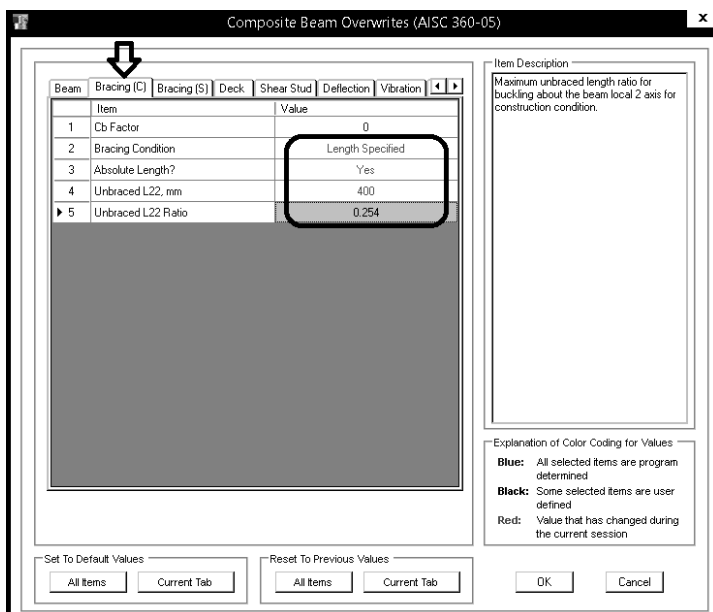 Composite Beam Overwrites (AISC 360-05)
x
Beam Bracing (C) Bracing (S) Deck Shear Stud Deflection Vibration
Item Value
1 Cb Factor 0
2 Bracing Condition Length Specified
3 Absolute Length? Yes
4 Unbraced L22, mm 400
5 Unbraced L22 Ratio 0.254
Item Description
Maximum unbraced length ratio for
buckling about the beam local 2 axis for
construction condition.
Explanation of Color Coding for Values
Blue: All selected items are program
determined
Black: Some selected items are user
defined
Red: Value that has changed during
the current session
Set To Default Values
All Items Current Tab
Reset To Previous Values
All Items Current Tab
OK Cancel